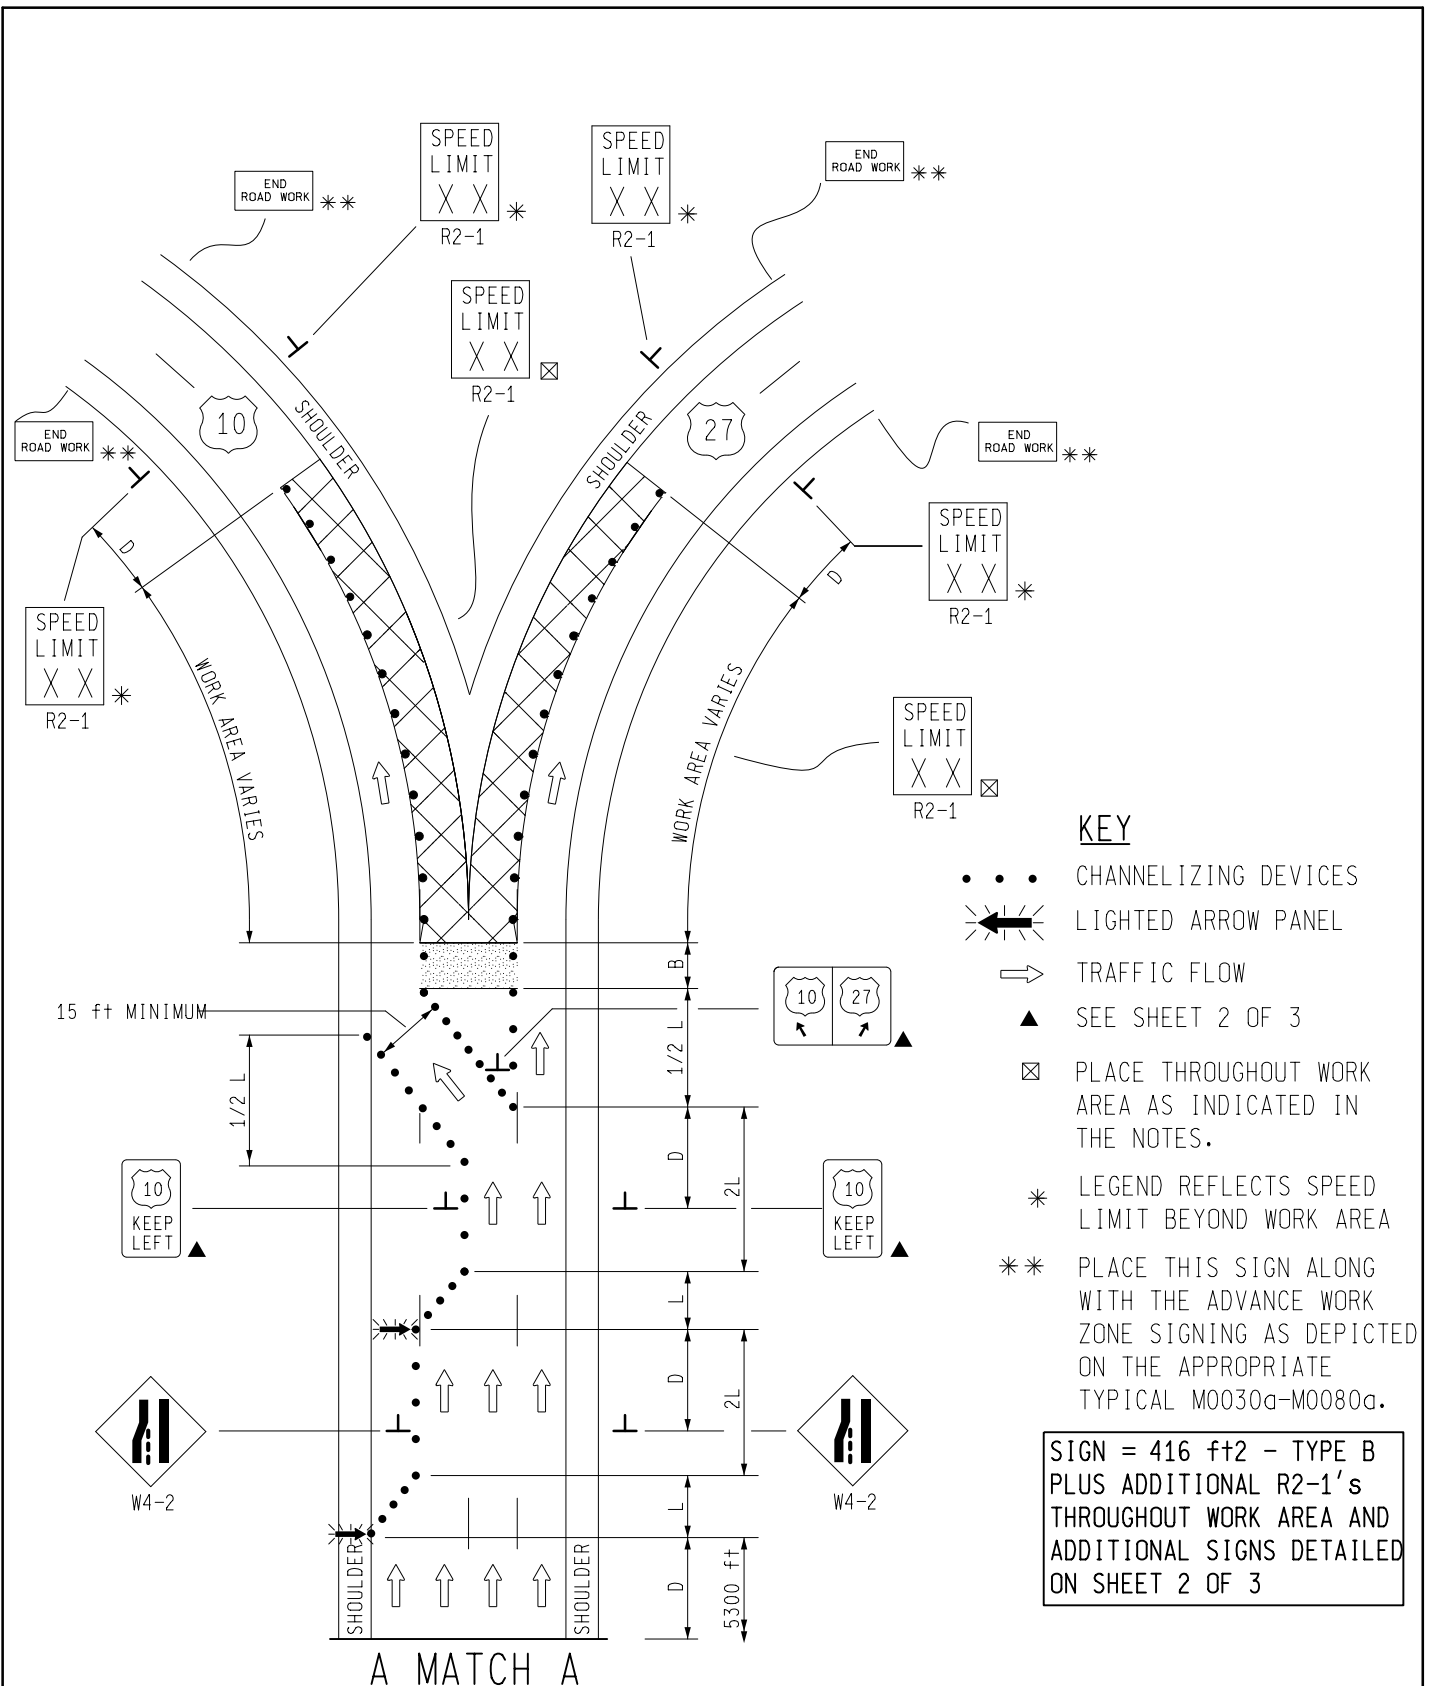 SPEED
LIMIT
X X
*
R2-1
SPEED
LIMIT
X X
*
R2-1
END
ROAD WORK
**
END
ROAD WORK
**
SPEED
LIMIT
X X
R2-1
SHOULDER
SHOULDER
10
27
END
ROAD WORK
**
END
ROAD WORK
**
D
D
SPEED
LIMIT
X X
*
R2-1
SPEED
LIMIT
X X
*
R2-1
WORK AREA VARIES
WORK AREA VARIES
SPEED
LIMIT
X X
R2-1
KEY
CHANNELIZING DEVICES
LIGHTED ARROW PANEL
TRAFFIC FLOW
SEE SHEET 2 OF 3
PLACE THROUGHOUT WORK
AREA AS INDICATED IN
THE NOTES.
* LEGEND REFLECTS SPEED
LIMIT BEYOND WORK AREA
** PLACE THIS SIGN ALONG
WITH THE ADVANCE WORK
ZONE SIGNING AS DEPICTED
ON THE APPROPRIATE
TYPICAL M0030a-M0080a.
B
15 ft MINIMUM
10 27
1/2 L
1/2 L
D
2L
10
KEEP
LEFT
10
KEEP
LEFT
L
D
2L
W4-2
W4-2
L
SHOULDER
SHOULDER
D
5300 ft
A MATCH A
SIGN = 416 ft2 - TYPE B
PLUS ADDITIONAL R2-1's
THROUGHOUT WORK AREA AND
ADDITIONAL SIGNS DETAILED
ON SHEET 2 OF 3